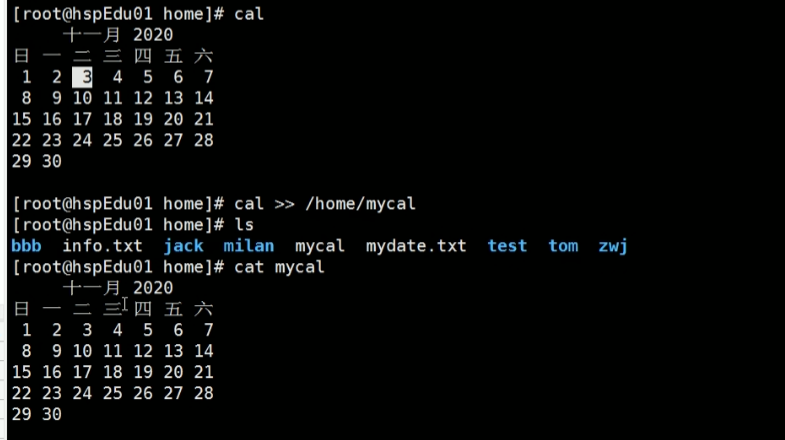 [root@hspEdu01 home]# cal
十一月 2020
日 一 二 三 四 五 六
1 2 3 4 5 6 7
8 9 10 11 12 13 14
15 16 17 18 19 20 21
22 23 24 25 26 27 28
29 30
[root@hspEdu01 home]# cal >> /home/mycal
[root@hspEdu01 home]# ls
bbb info.txt jack milan mycal mydate.txt test tom zwj
[root@hspEdu01 home]# cat mycal
十一月 2020
日 一 二 三 四 五 六
1 2 3 4 5 6 7
8 9 10 11 12 13 14
15 16 17 18 19 20 21
22 23 24 25 26 27 28
29 30